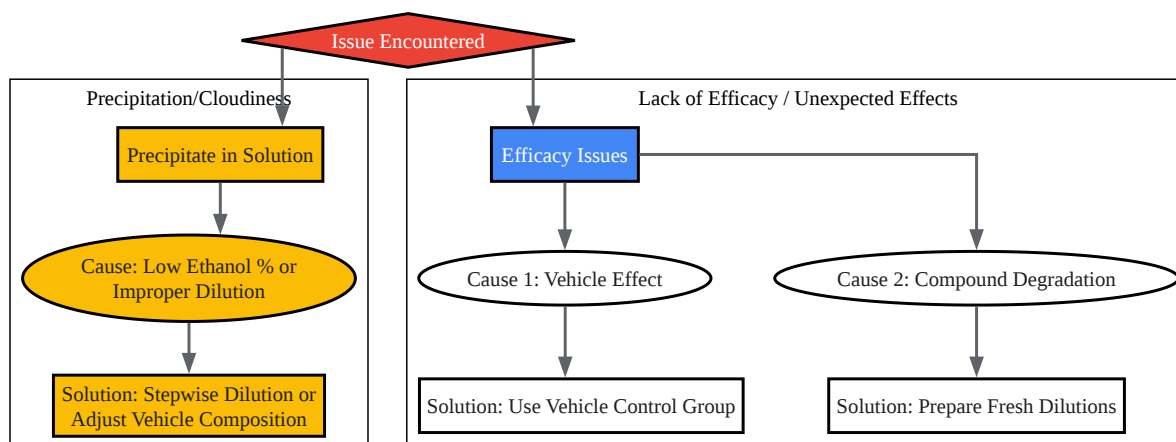 Issue Encountered
Precipitation/Cloudiness
Lack of Efficacy / Unexpected Effects
Precipitate in Solution
Efficacy Issues
Cause: Low Ethanol % or
Improper Dilution
Cause 1: Vehicle Effect
Cause 2: Compound Degradation
Solution: Stepwise Dilution or
Adjust Vehicle Composition
Solution: Use Vehicle Control Group
Solution: Prepare Fresh Dilutions